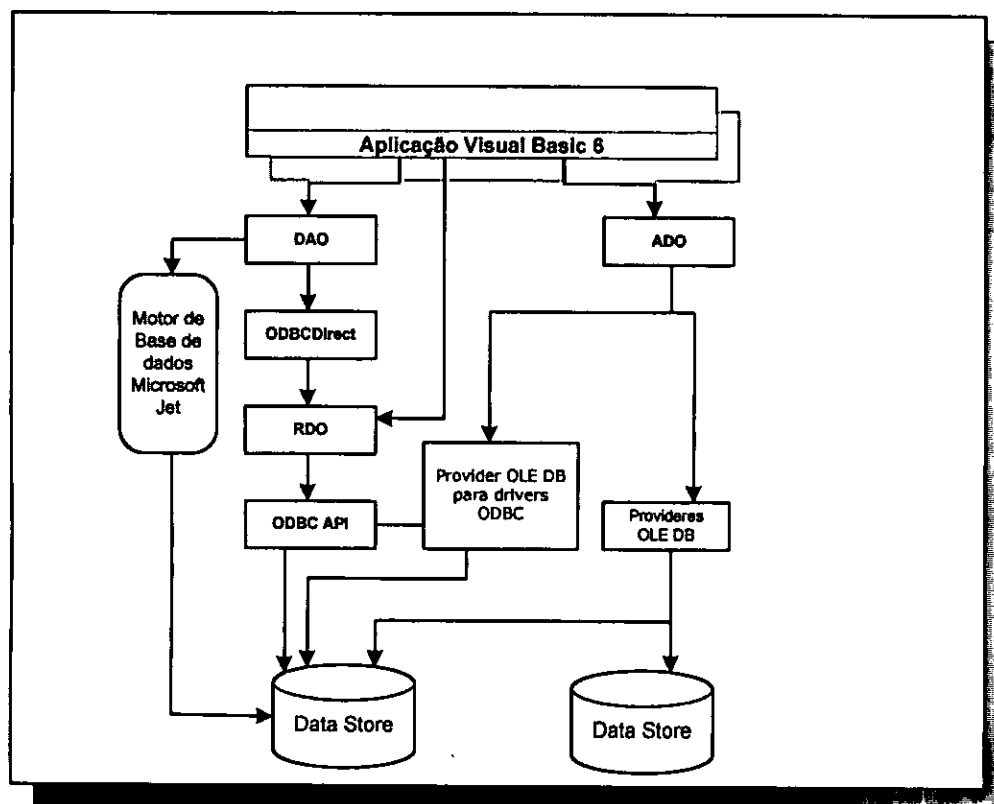 Aplicação Visual Basic 6
DAO
ADO
Motor de
Base de
dados
Microsoft
Jet
ODBCDirect
RDO
Provider OLE DB
para drivers
ODBC
ODBC API
Provideres
OLE DB
Data Store
Data Store